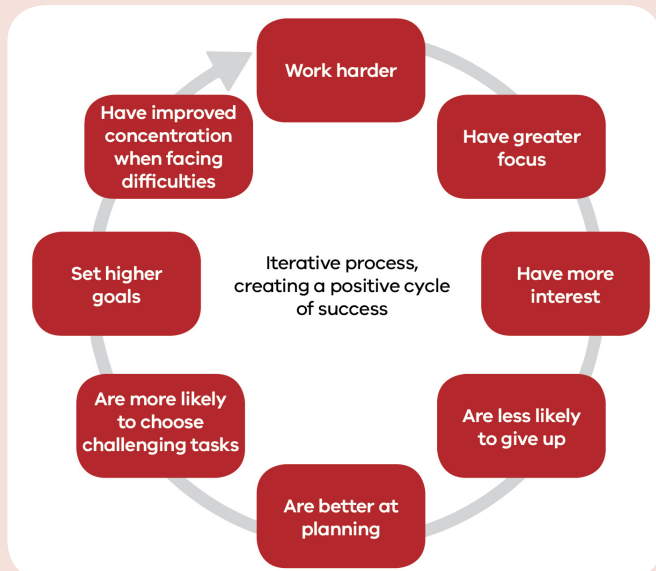 Work harder
Have greater
focus
Have more
interest
Are less likely
to give up
Are better at
planning
Are more likely
to choose
challenging tasks
Set higher
goals
Have improved
concentration
when facing
difficulties
Iterative process,
creating a positive cycle
of success